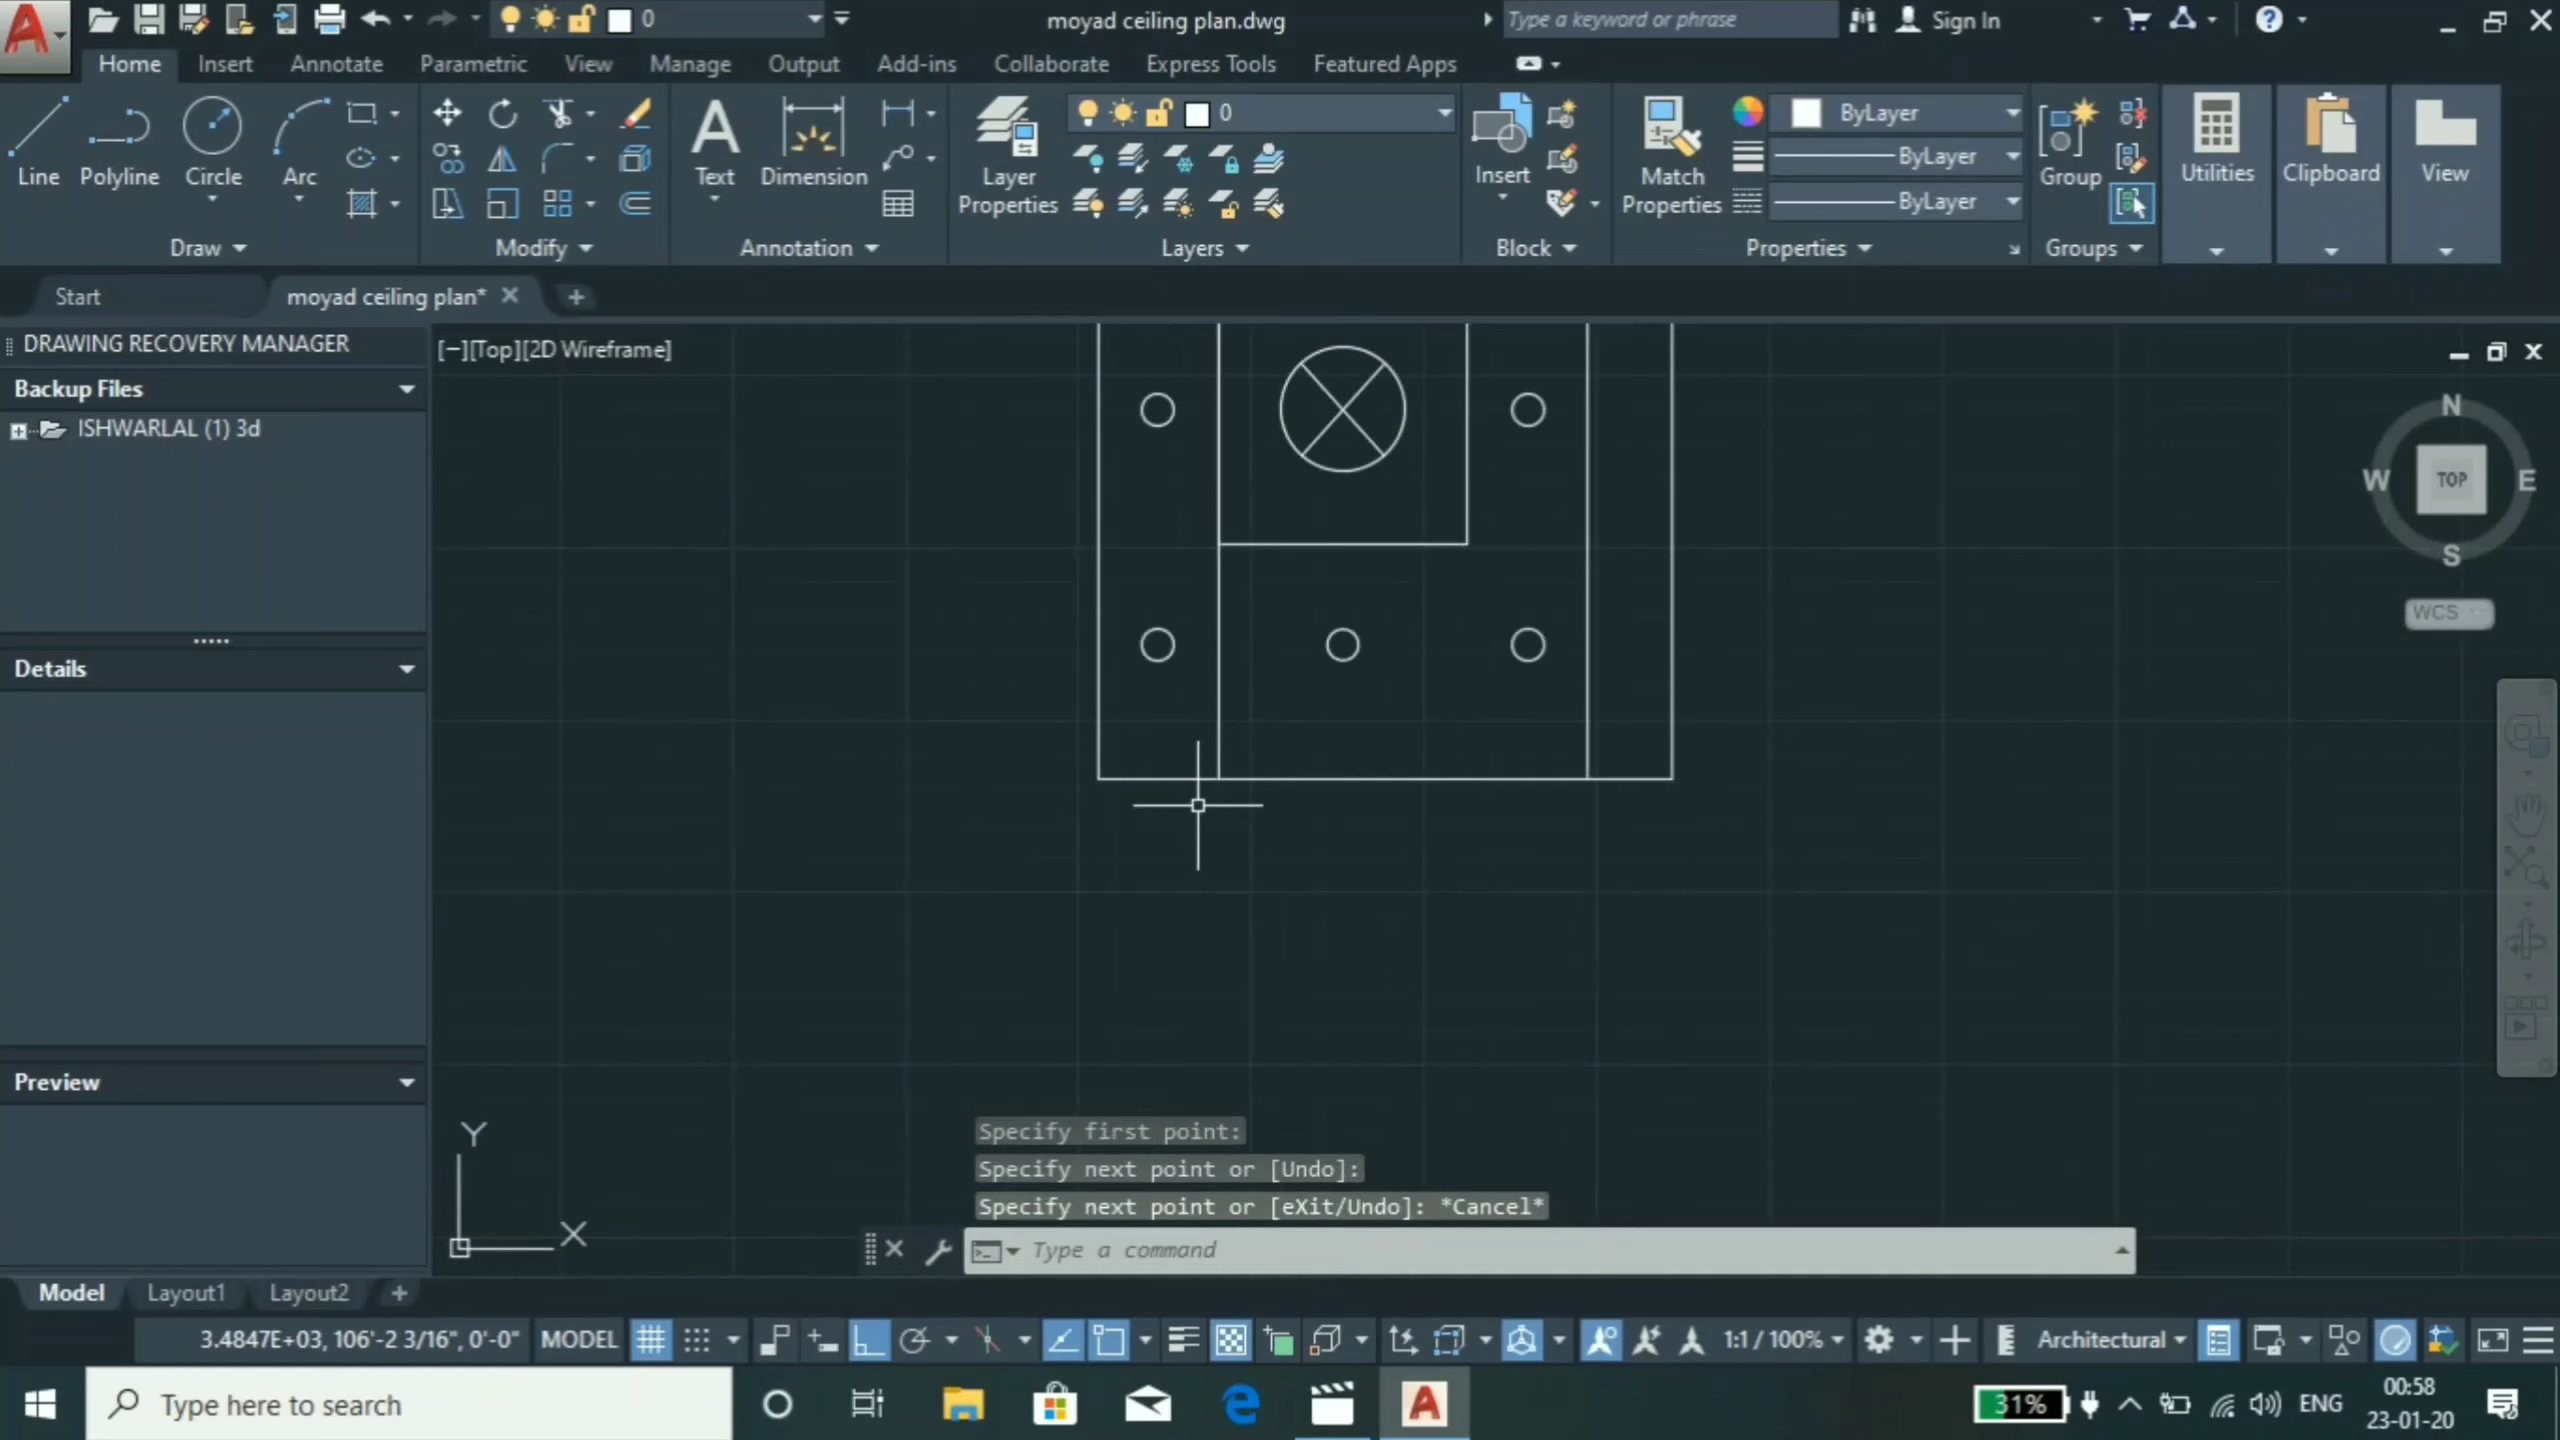 0
moyad ceiling plan.dwg
Type a keyword or phrase
Sign In
Home
Insert
Annotate
Parametric
View
Manage
Output
Add-ins
Collaborate
Express Tools
Featured Apps
Line
Polyline
Circle
Arc
Text
Dimension
Layer
Properties
0
Insert
Match
Properties
ByLayer
ByLayer
ByLayer
Group
Utilities
Clipboard
View
Draw
Modify
Annotation
Layers
Block
Properties
Groups
Start
moyad ceiling plan*
DRAWING RECOVERY MANAGER
Backup Files
ISHWARLAL (1) 3d
Details
Preview
[−][Top][2D Wireframe]
N
W
TOP
E
S
WCS
Y
X
Specify first point:
Specify next point or [Undo]:
Specify next point or [eXit/Undo]: *Cancel*
Type a command
Model
Layout1
Layout2
3.4847E+03, 106'-2 3/16", 0'-0"
MODEL
1:1 / 100%
Architectural
Type here to search
31%
ENG
00:58
23-01-20